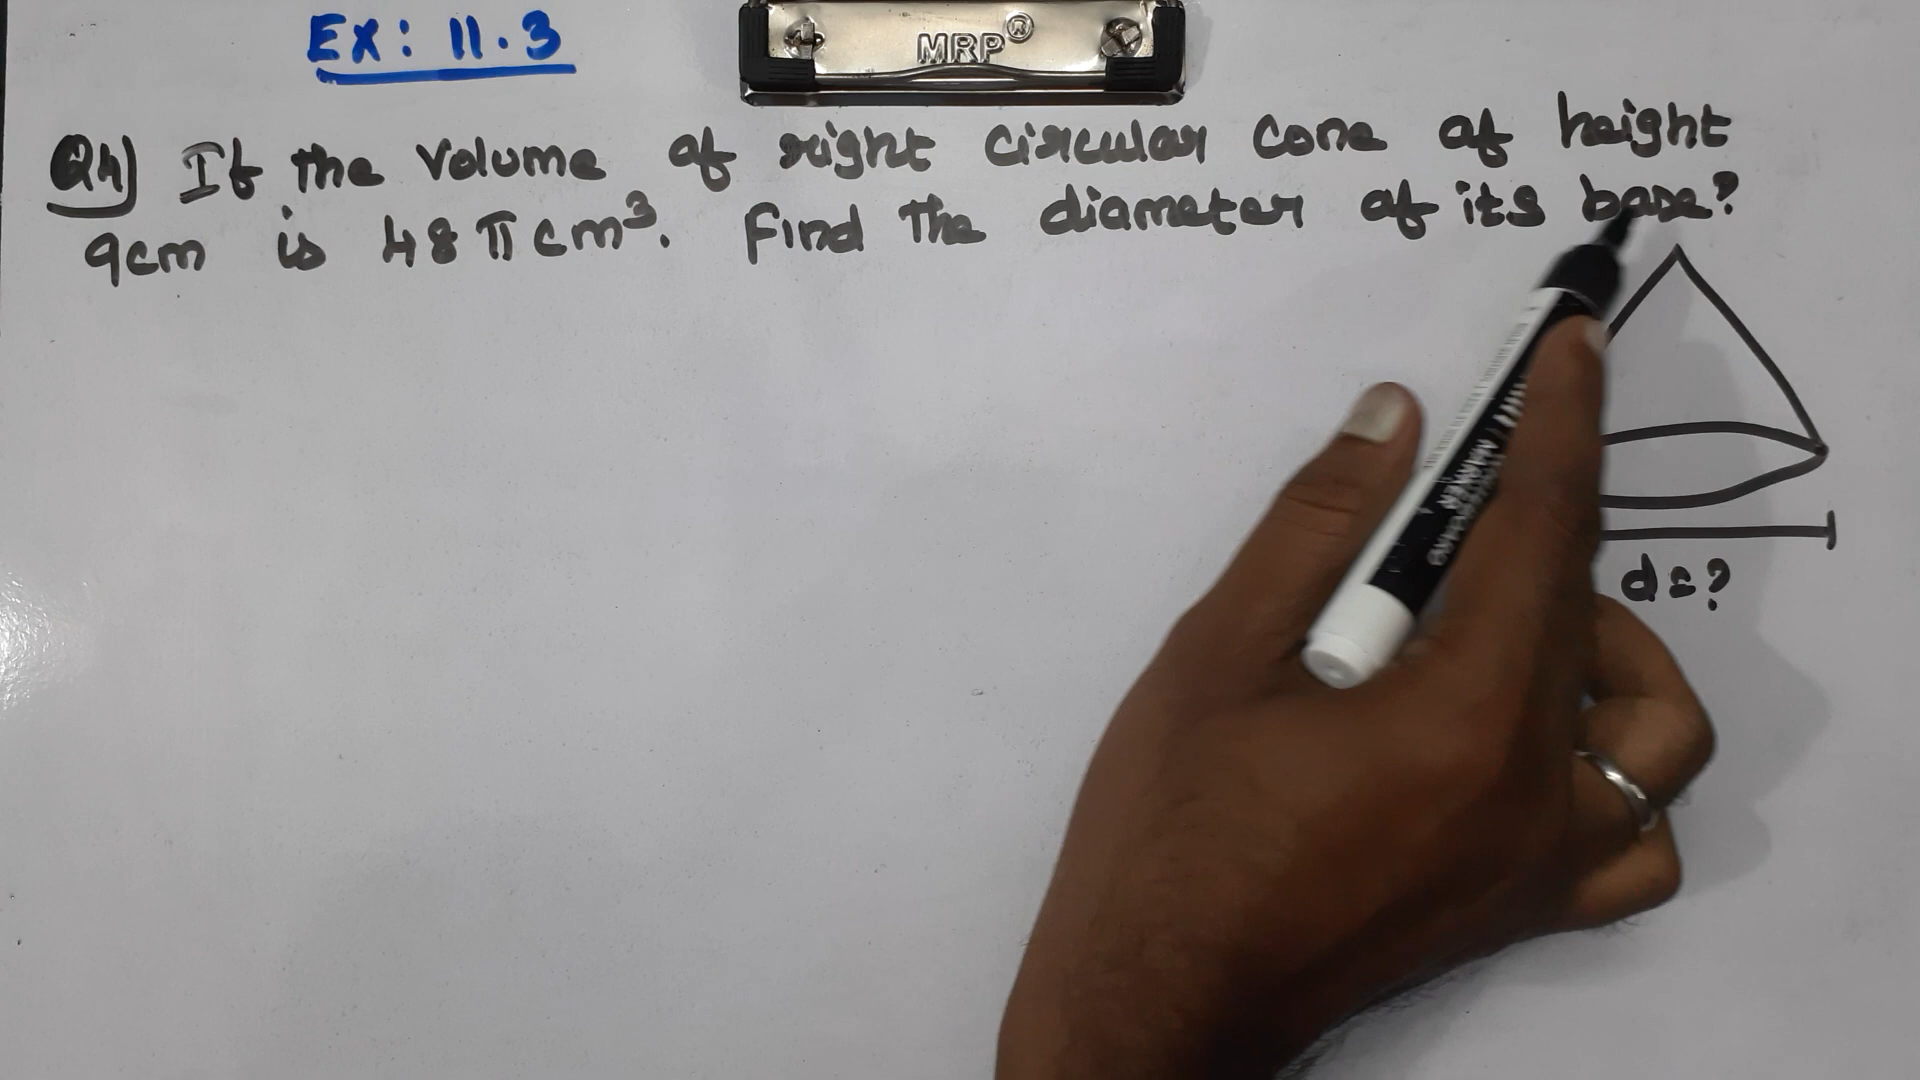 EX: 11.3
MRP®
Q4) If the volume of right circular cone of height
9cm is 48 π cm³. Find the diameter of its base?
MARKER
d=?